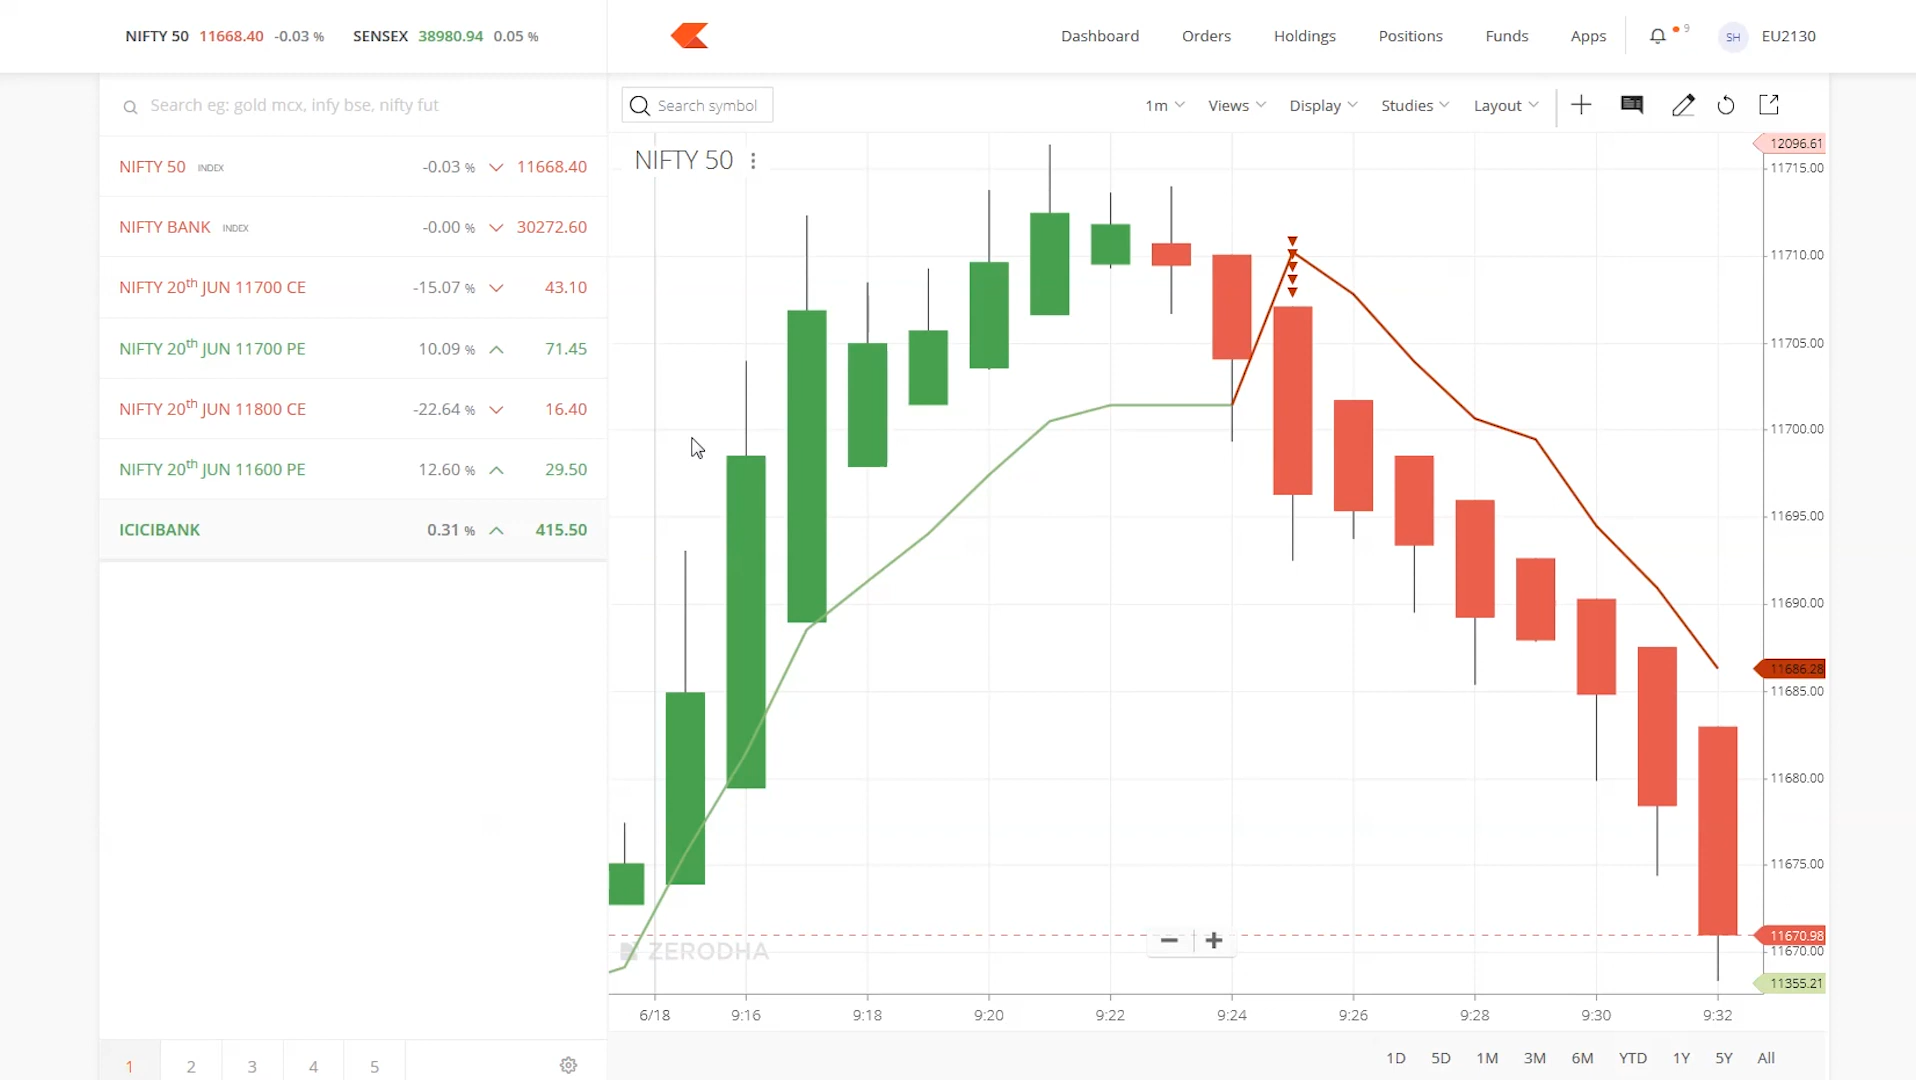 NIFTY 50 11668.40 -0.03 % SENSEX 38980.94 0.05 %
Dashboard Orders Holdings Positions Funds Apps 9 SH EU2130
Search eg: gold mcx, infy bse, nifty fut
Search symbol 1m Views Display Studies Layout
NIFTY 50 INDEX -0.03 % 11668.40
NIFTY BANK INDEX -0.00 % 30272.60
NIFTY 20th JUN 11700 CE -15.07 % 43.10
NIFTY 20th JUN 11700 PE 10.09 % 71.45
NIFTY 20th JUN 11800 CE -22.64 % 16.40
NIFTY 20th JUN 11600 PE 12.60 % 29.50
ICICIBANK 0.31 % 415.50
1 2 3 4 5
NIFTY 50
12096.61
11715.00
11710.00
11705.00
11700.00
11695.00
11690.00
11686.28
11685.00
11680.00
11675.00
11670.98
11670.00
11355.21
ZERODHA
6/18 9:16 9:18 9:20 9:22 9:24 9:26 9:28 9:30 9:32
1D 5D 1M 3M 6M YTD 1Y 5Y All